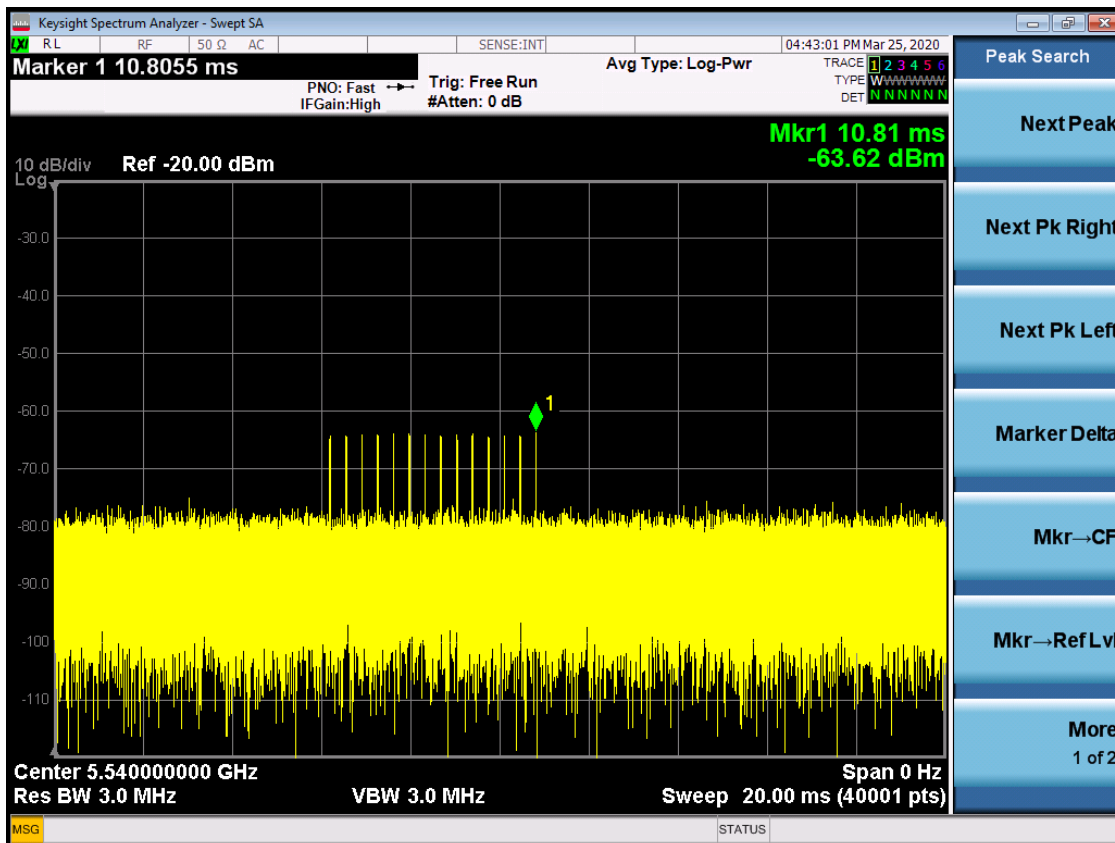 Keysight Spectrum Analyzer - Swept SA
LXI RL RF 50 Ω AC SENSE:INT 04:43:01 PM Mar 25, 2020
Marker 1 10.8055 ms
PNO: Fast
IFGain:High
Trig: Free Run
#Atten: 0 dB
Avg Type: Log-Pwr
TRACE 1 2 3 4 5 6
TYPE WWWWWW
DET N N N N N N
Mkr1 10.81 ms
-63.62 dBm
10 dB/div Ref -20.00 dBm
Log
-30.0
-40.0
-50.0
-60.0
-70.0
-80.0
-90.0
-100
-110
1
Center 5.540000000 GHz Span 0 Hz
Res BW 3.0 MHz VBW 3.0 MHz Sweep 20.00 ms (40001 pts)
MSG STATUS
Peak Search
Next Peak
Next Pk Right
Next Pk Left
Marker Delta
Mkr→CF
Mkr→Ref Lvl
More
1 of 2